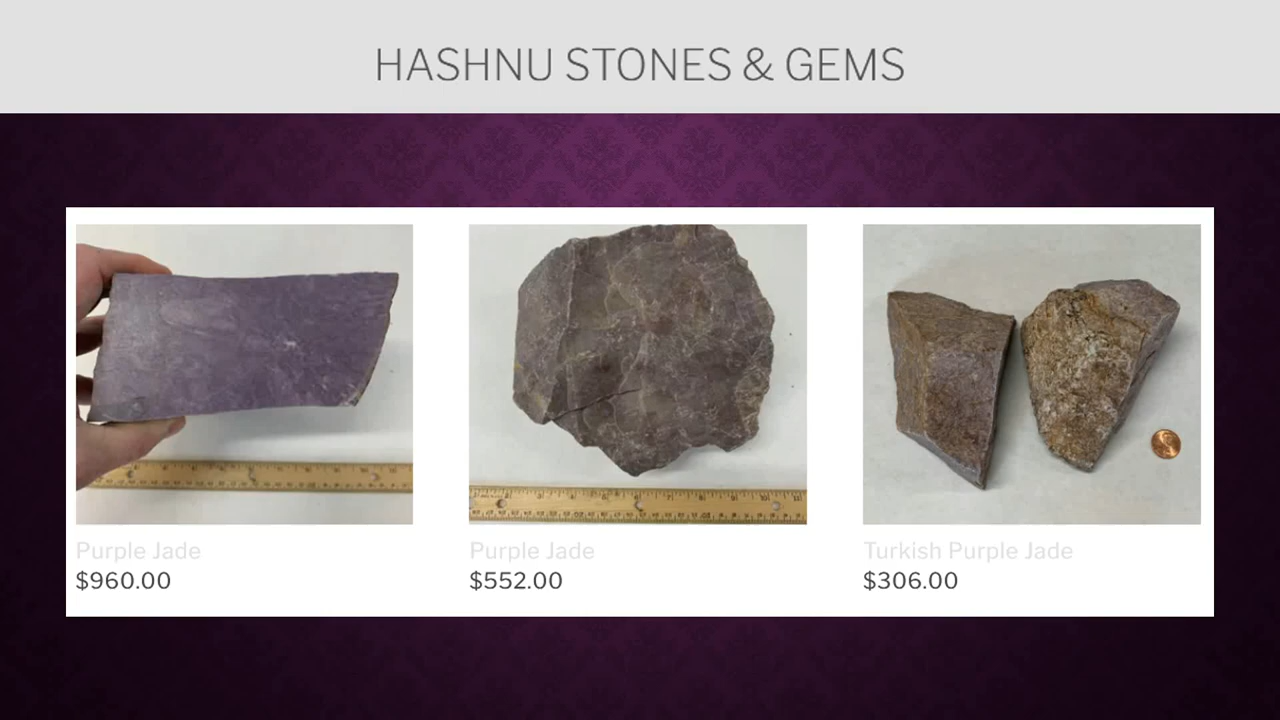 HASHNU STONES & GEMS
Purple Jade
$960.00
Purple Jade
$552.00
Turkish Purple Jade
$306.00